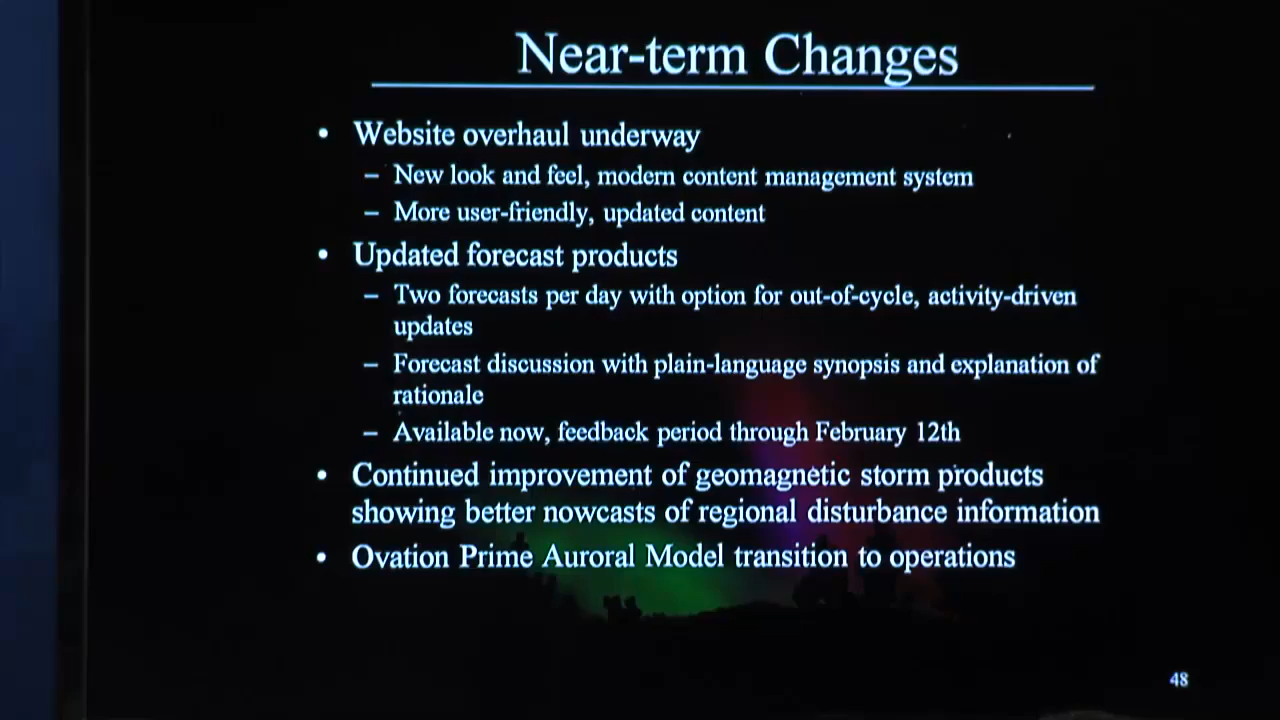 Near-term Changes
• Website overhaul underway
– New look and feel, modern content management system
– More user-friendly, updated content
• Updated forecast products
– Two forecasts per day with option for out-of-cycle, activity-driven
updates
– Forecast discussion with plain-language synopsis and explanation of
rationale
– Available now, feedback period through February 12th
• Continued improvement of geomagnetic storm products
showing better nowcasts of regional disturbance information
• Ovation Prime Auroral Model transition to operations
48